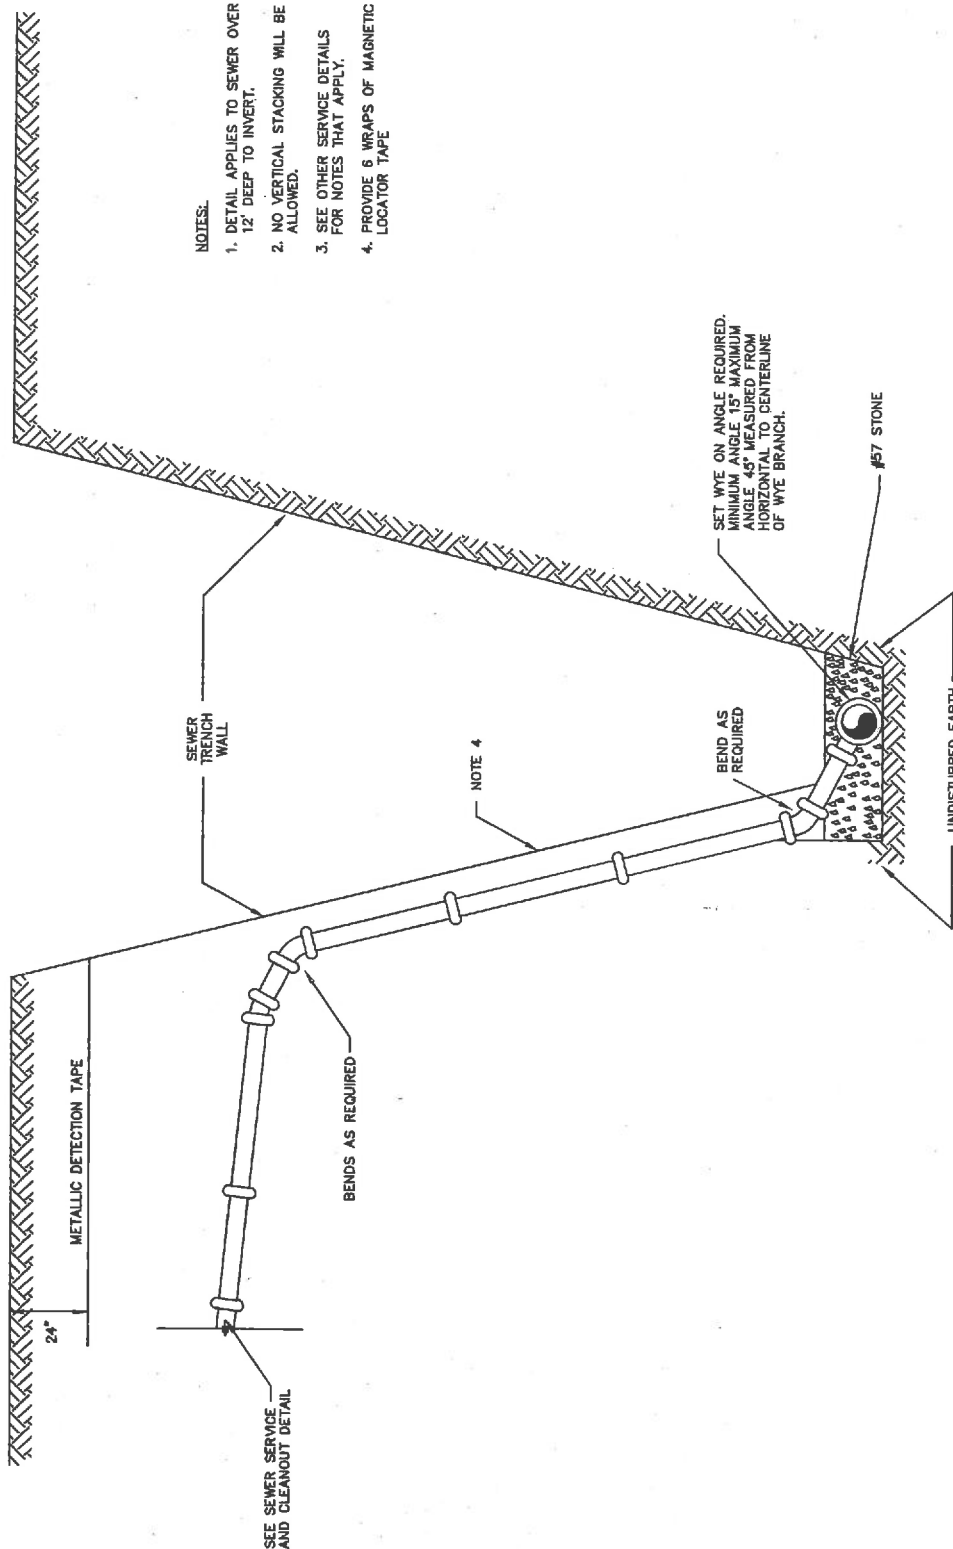 NOTES:
1. DETAIL APPLIES TO SEWER OVER
12' DEEP TO INVERT.
2. NO VERTICAL STACKING WILL BE
ALLOWED.
3. SEE OTHER SERVICE DETAILS
FOR NOTES THAT APPLY.
4. PROVIDE 6 WRAPS OF MAGNETIC
LOCATOR TAPE
24"
METALLIC DETECTION TAPE
SEWER
TRENCH
WALL
SEE SEWER SERVICE
AND CLEANOUT DETAIL
BENDS AS REQUIRED
NOTE 4
BEND AS
REQUIRED
SET WYE ON ANGLE REQUIRED.
MINIMUM ANGLE 15° MAXIMUM
ANGLE 45° MEASURED FROM
HORIZONTAL TO CENTERLINE
OF WYE BRANCH.
#57 STONE
UNDISTURBED EARTH